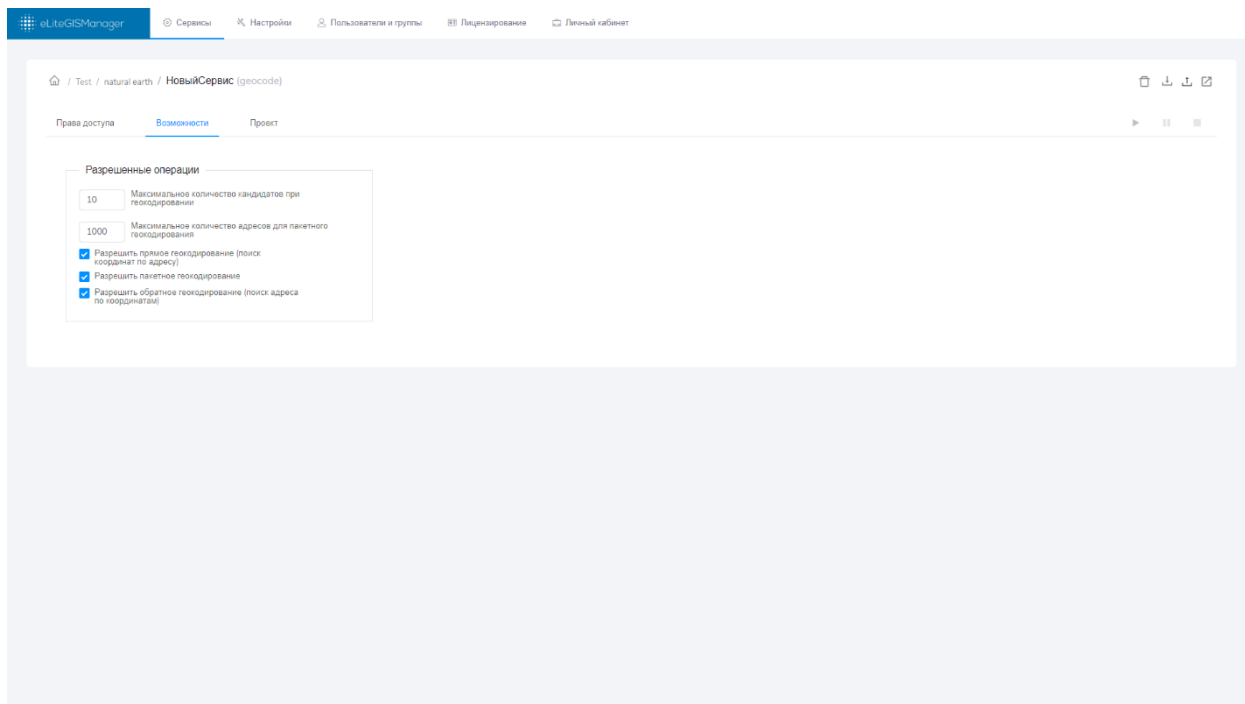 eLiteGISManager Сервисы Настройки Пользователи и группы Лицензирование Личный кабинет
/ Test / natural earth / НовыйСервис (geocode)
Права доступа Возможности Проект
Разрешенные операции
10 Максимальное количество кандидатов при
геокодировании
1000 Максимальное количество адресов для пакетного
геокодирования
Разрешить прямое геокодирование (поиск
координат по адресу)
Разрешить пакетное геокодирование
Разрешить обратное геокодирование (поиск адреса
по координатам)